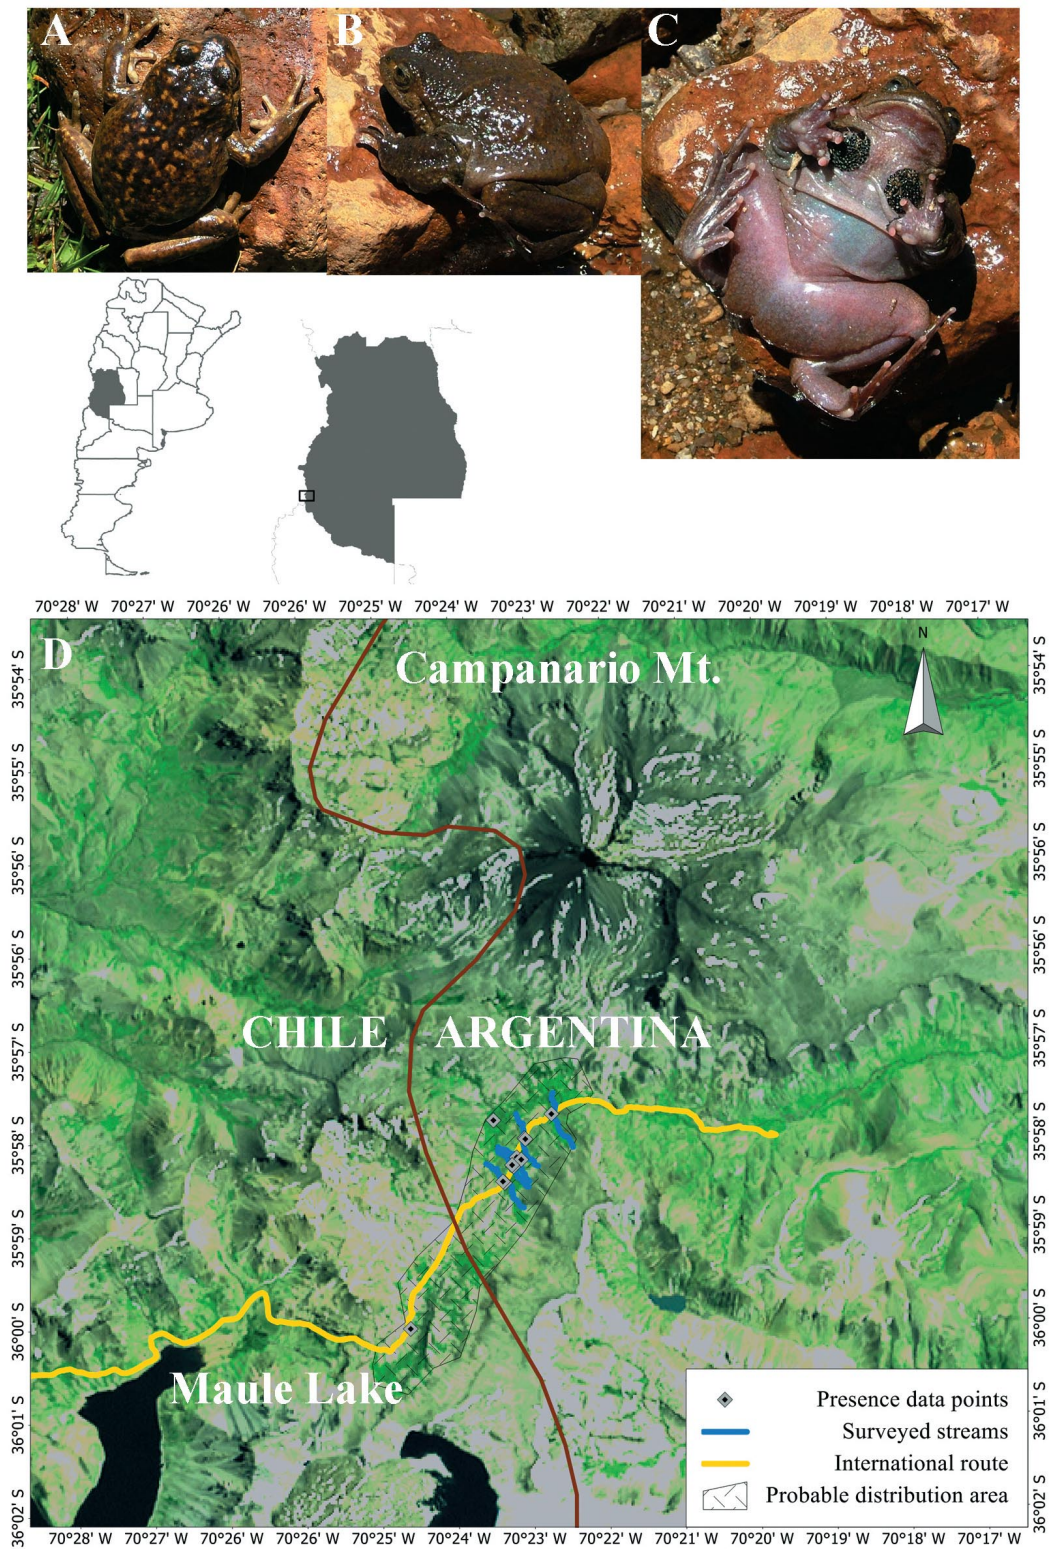 A
B
C
70°28' W 70°27' W 70°26' W 70°26' W 70°25' W 70°24' W 70°23' W 70°22' W 70°21' W 70°20' W 70°19' W 70°18' W 70°17' W
D
Campanario Mt.
N
35°54' S
35°54' S
35°55' S
35°55' S
35°56' S
35°56' S
35°56' S
35°56' S
CHILE
ARGENTINA
35°57' S
35°57' S
35°58' S
35°58' S
35°59' S
35°59' S
36°00' S
36°00' S
Maule Lake
36°01' S
36°01' S
36°02' S
36°02' S
Presence data points
Surveyed streams
International route
Probable distribution area
70°28' W 70°27' W 70°26' W 70°26' W 70°25' W 70°24' W 70°23' W 70°22' W 70°21' W 70°20' W 70°19' W 70°18' W 70°17' W